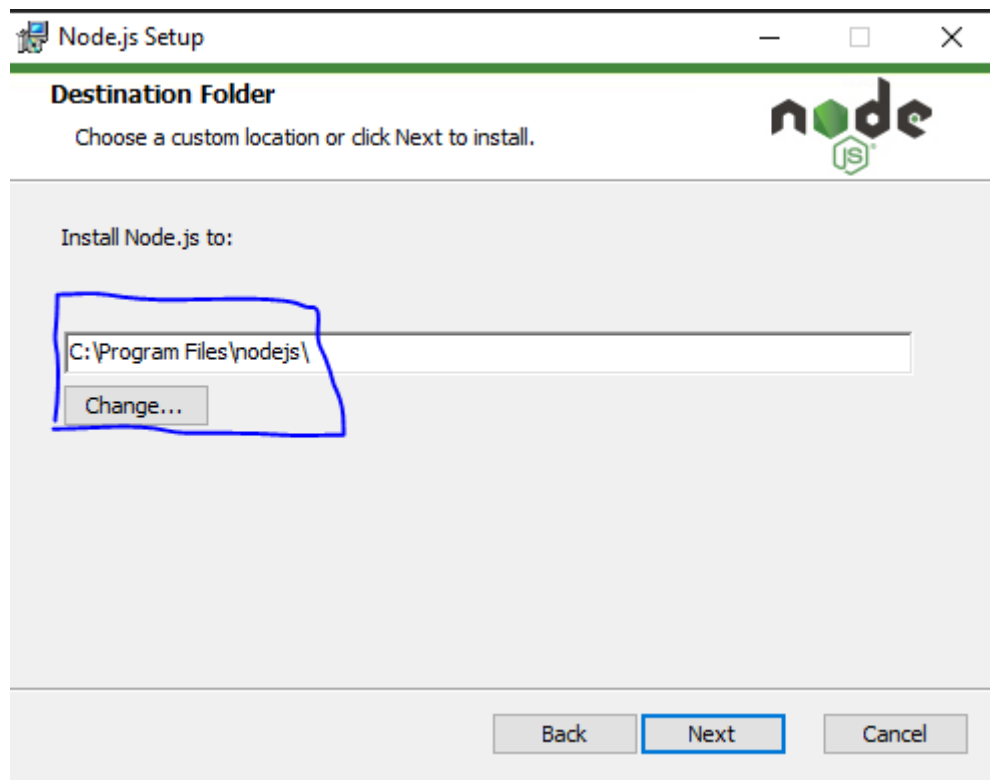 Node.js Setup
Destination Folder
Choose a custom location or click Next to install.
node
JS
Install Node.js to:
C:\Program Files\nodejs\
Change...
Back Next Cancel